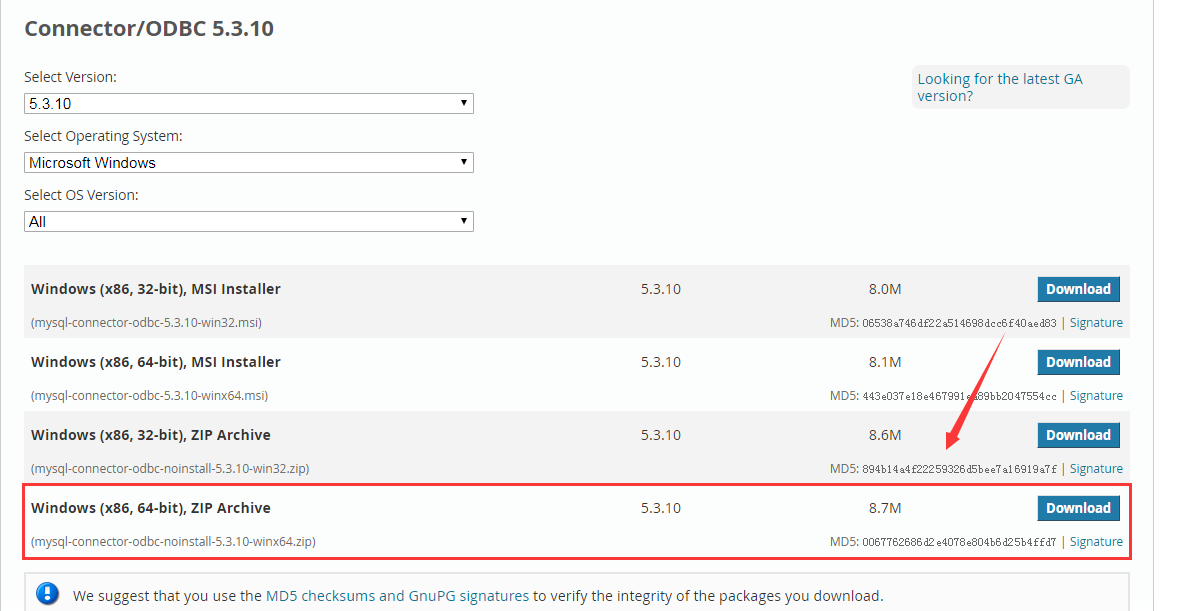 Connector/ODBC 5.3.10
Select Version:
Looking for the latest GA version?
5.3.10
Select Operating System:
Microsoft Windows
Select OS Version:
All
Windows (x86, 32-bit), MSI Installer 5.3.10 8.0M Download
(mysql-connector-odbc-5.3.10-win32.msi) MD5: 06538a746df22a514698dcc6f40aed83 | Signature
Windows (x86, 64-bit), MSI Installer 5.3.10 8.1M Download
(mysql-connector-odbc-5.3.10-winx64.msi) MD5: | Signature
Windows (x86, 32-bit), ZIP Archive 5.3.10 8.6M Download
(mysql-connector-odbc-noinstall-5.3.10-win32.zip) MD5: 894b14a4f22259326d5bee7a16919a7f | Signature
Windows (x86, 64-bit), ZIP Archive 5.3.10 8.7M Download
(mysql-connector-odbc-noinstall-5.3.10-winx64.zip) MD5: 0067762686d2e4078e804b6d25b4ffd7 | Signature
We suggest that you use the MD5 checksums and GnuPG signatures to verify the integrity of the packages you download.